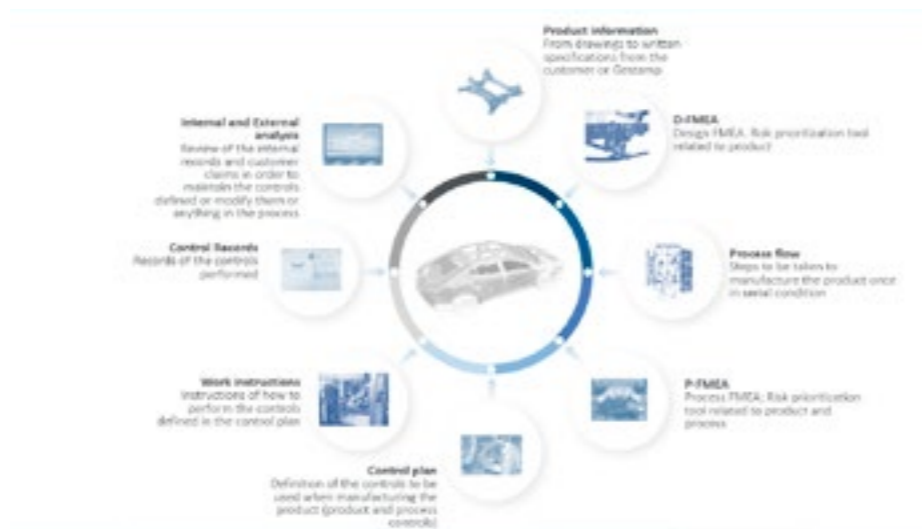 Product information
From drawings to written
specifications from the
customer or Gestamp
D-FMEA
Design FMEA. Risk prioritization tool
related to product
Process flow
Steps to be taken to
manufacture the product once
in serial condition
P-FMEA
Process FMEA; Risk prioritization
tool related to product and
process
Control plan
Definition of the controls to be
used when manufacturing the
product (product and process
controls)
Work instructions
Instructions of how to
perform the controls
defined in the control plan
Control Records
Records of the controls
performed
Internal and External
analysis
Review of the internal
records and customer
claims in order to
maintain the controls
defined or modify them or
anything in the process